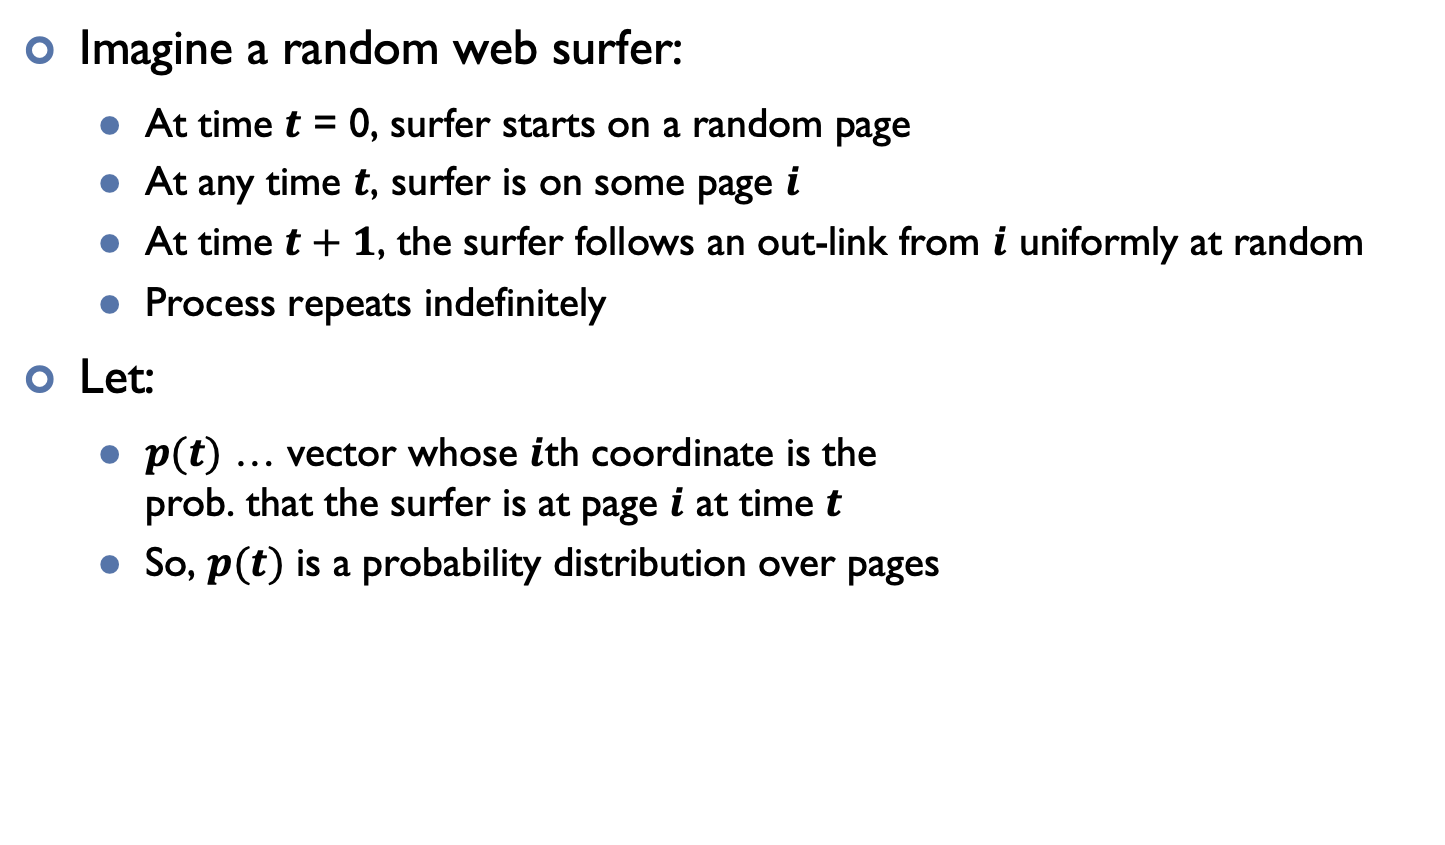 Imagine a random web surfer:
At time t = 0, surfer starts on a random page
At any time t, surfer is on some page i
At time t + 1, the surfer follows an out-link from i uniformly at random
Process repeats indefinitely
Let:
p(t) … vector whose ith coordinate is the
prob. that the surfer is at page i at time t
So, p(t) is a probability distribution over pages